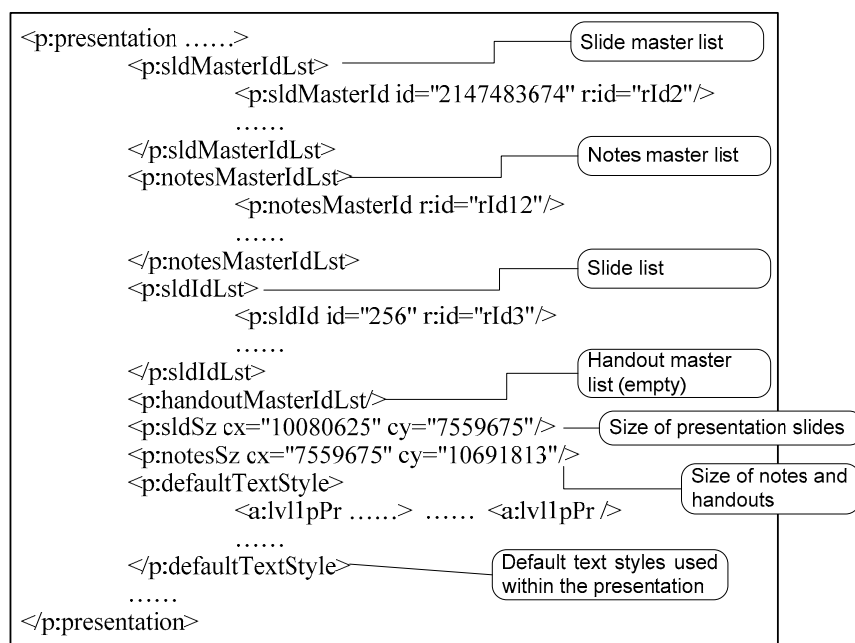 <p:presentation ......>
Slide master list
<p:sldMasterIdLst>
<p:sldMasterId id="2147483674" r:id="rId2"/>
......
</p:sldMasterIdLst>
Notes master list
<p:notesMasterIdLst>
<p:notesMasterId r:id="rId12"/>
......
</p:notesMasterIdLst>
Slide list
<p:sldIdLst>
<p:sldId id="256" r:id="rId3"/>
......
</p:sldIdLst>
Handout master
list (empty)
<p:handoutMasterIdLst/>
<p:sldSz cx="10080625" cy="7559675"/>
Size of presentation slides
<p:notesSz cx="7559675" cy="10691813"/>
Size of notes and
handouts
<p:defaultTextStyle>
<a:lvl1pPr ......> ...... <a:lvl1pPr />
......
</p:defaultTextStyle>
Default text styles used
within the presentation
......
</p:presentation>